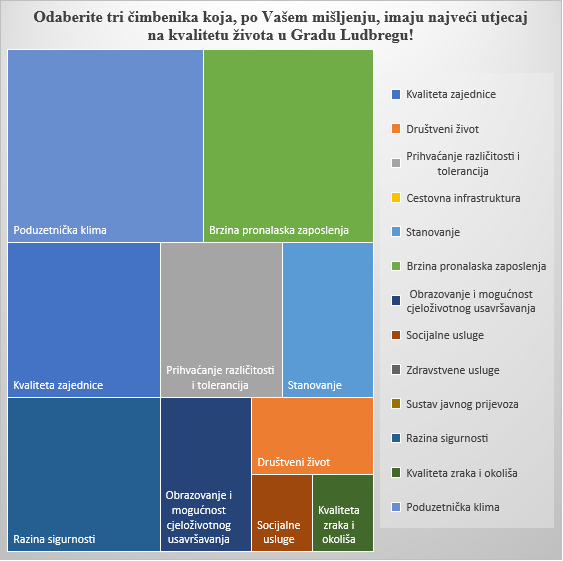 Odaberite tri čimbenika koja, po Vašem mišljenju, imaju najveći utjecaj
na kvalitetu života u Gradu Ludbregu!
Poduzetnička klima
Brzina pronalaska zaposlenja
Kvaliteta zajednice
Prihvaćanje različitosti
i tolerancija
Stanovanje
Razina sigurnosti
Obrazovanje i
mogućnost
cjeloživotnog
usavršavanja
Društveni život
Socijalne
usluge
Kvaliteta
zraka i
okoliša
Kvaliteta zajednice
Društveni život
Prihvaćanje različitosti i
tolerancija
Cestovna infrastruktura
Stanovanje
Brzina pronalaska zaposlenja
Obrazovanje i mogućnost
cjeloživotnog usavršavanja
Socijalne usluge
Zdravstvene usluge
Sustav javnog prijevoza
Razina sigurnosti
Kvaliteta zraka i okoliša
Poduzetnička klima